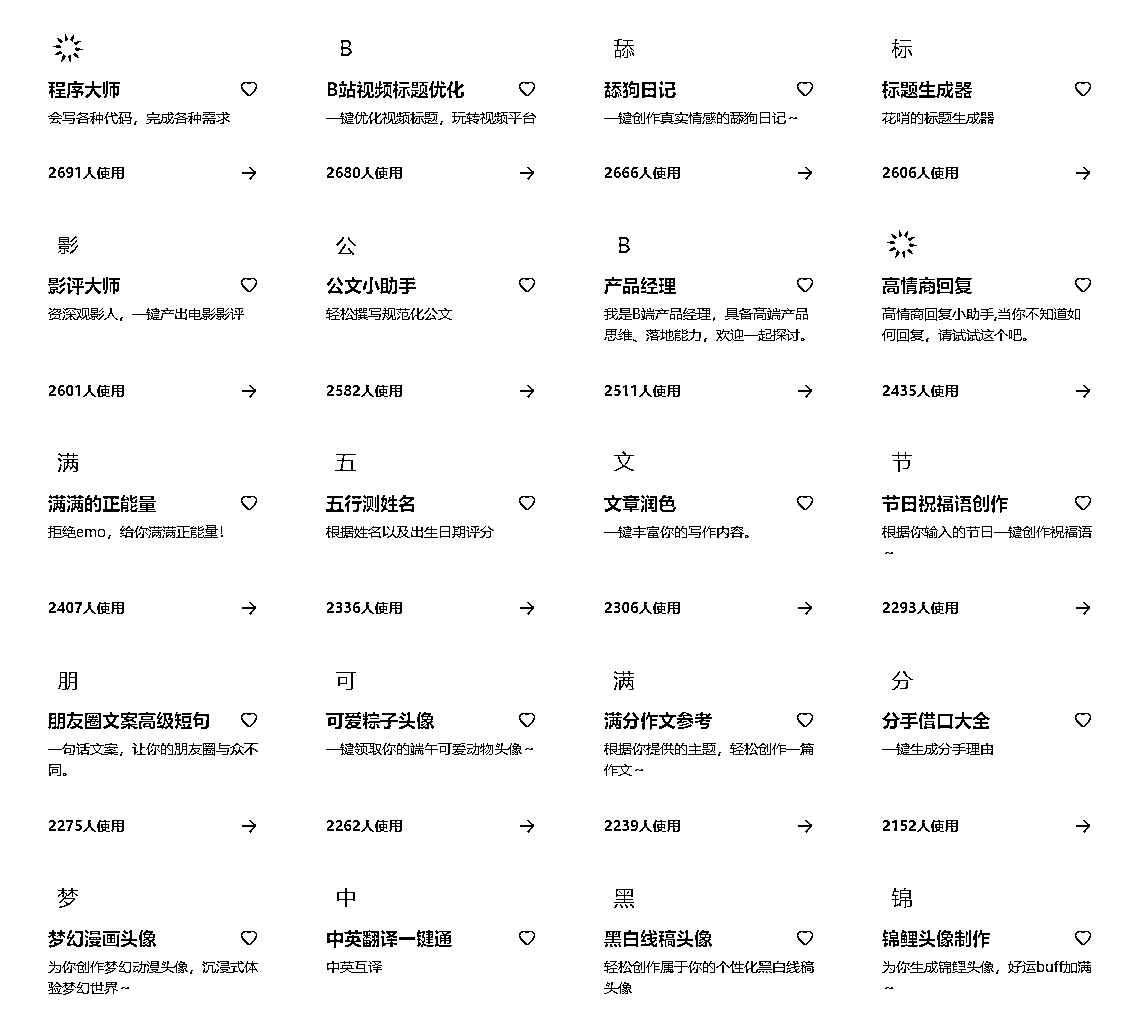 B
舔
标
程序大师
B站视频标题优化
舔狗日记
标题生成器
会写各种代码，完成各种需求
一键优化视频标题，玩转视频平台
一键创作真实情感的舔狗日记~
花哨的标题生成器
2691人使用
2680人使用
2666人使用
2606人使用
影
公
B
影评大师
公文小助手
产品经理
高情商回复
资深观影人，一键产出电影影评
轻松撰写规范化公文
我是B端产品经理，具备高端产品
思维、落地能力，欢迎一起探讨。
高情商回复小助手,当你不知道如
何回复，请试试这个吧。
2601人使用
2582人使用
2511人使用
2435人使用
满
五
文
节
满满的正能量
五行测姓名
文章润色
节日祝福语创作
拒绝emo，给你满满正能量！
根据姓名以及出生日期评分
一键丰富你的写作内容。
根据你输入的节日一键创作祝福语
~
2407人使用
2336人使用
2306人使用
2293人使用
朋
可
满
分
朋友圈文案高级短句
可爱棕子头像
满分作文参考
分手借口大全
一句话文案，让你的朋友圈与众不
同。
一键领取你的端午可爱动物头像~
根据你提供的主题，轻松创作一篇
作文~
一键生成分手理由
2275人使用
2262人使用
2239人使用
2152人使用
梦
中
黑
锦
梦幻漫画头像
中英翻译一键通
黑白线稿头像
锦鲤头像制作
为你创作梦幻动漫头像，沉浸式体
验梦幻世界~
中英互译
轻松创作属于你的个性化黑白线稿
头像
为你生成锦鲤头像，好运buff加满
~